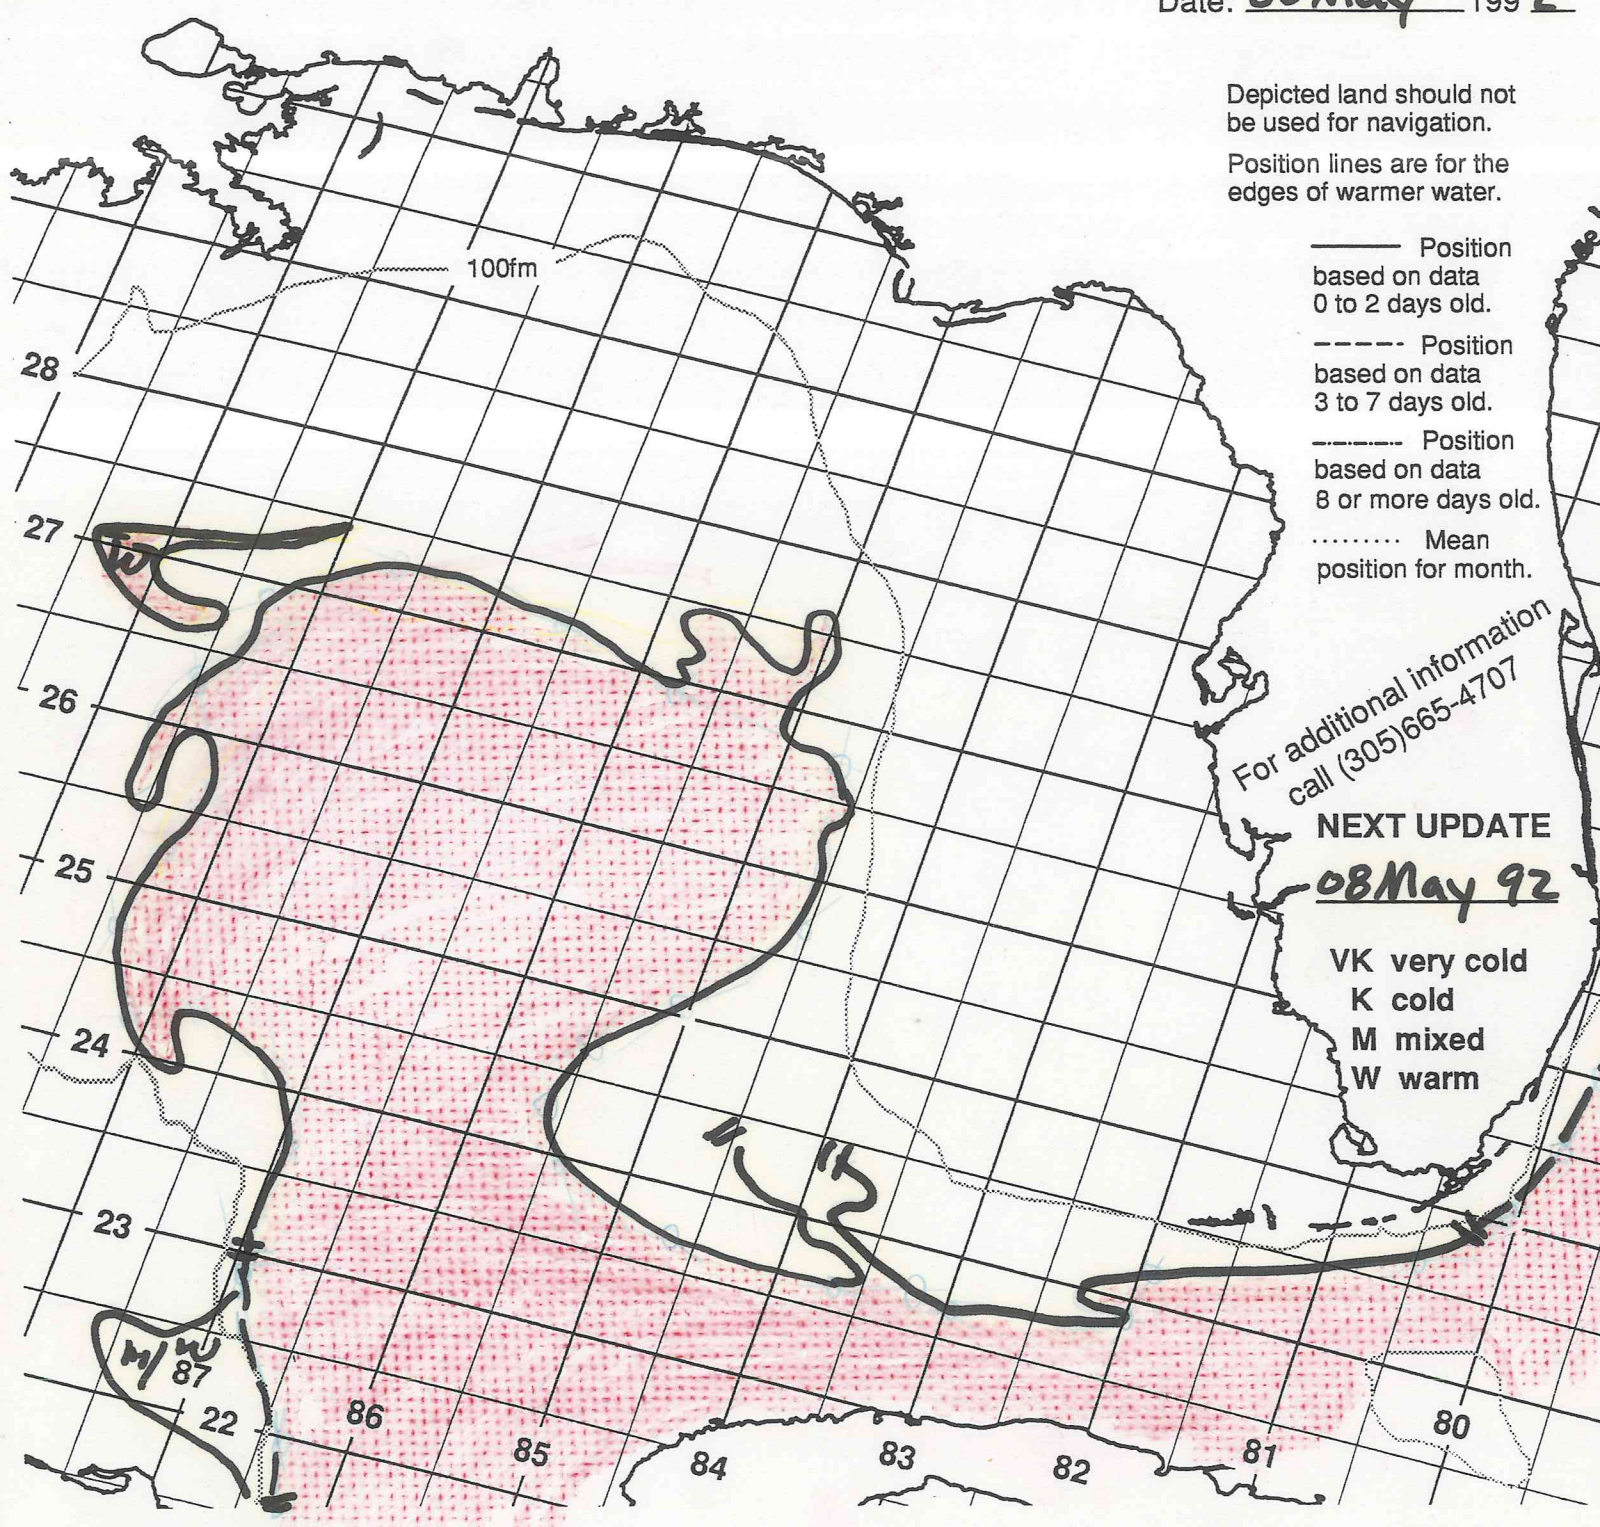 Date: May 1992
Depicted land should not
be used for navigation.
Position lines are for the
edges of warmer water.
Position
based on data
0 to 2 days old.
Position
based on data
3 to 7 days old.
Position
based on data
8 or more days old.
Mean
position for month.
For additional information
call (305)665-4707
NEXT UPDATE
08 May 92
VK very cold
K cold
M mixed
W warm
100fm
28
27
W
26
25
24
23
M/W
87
22
86
85
84
83
82
81
80